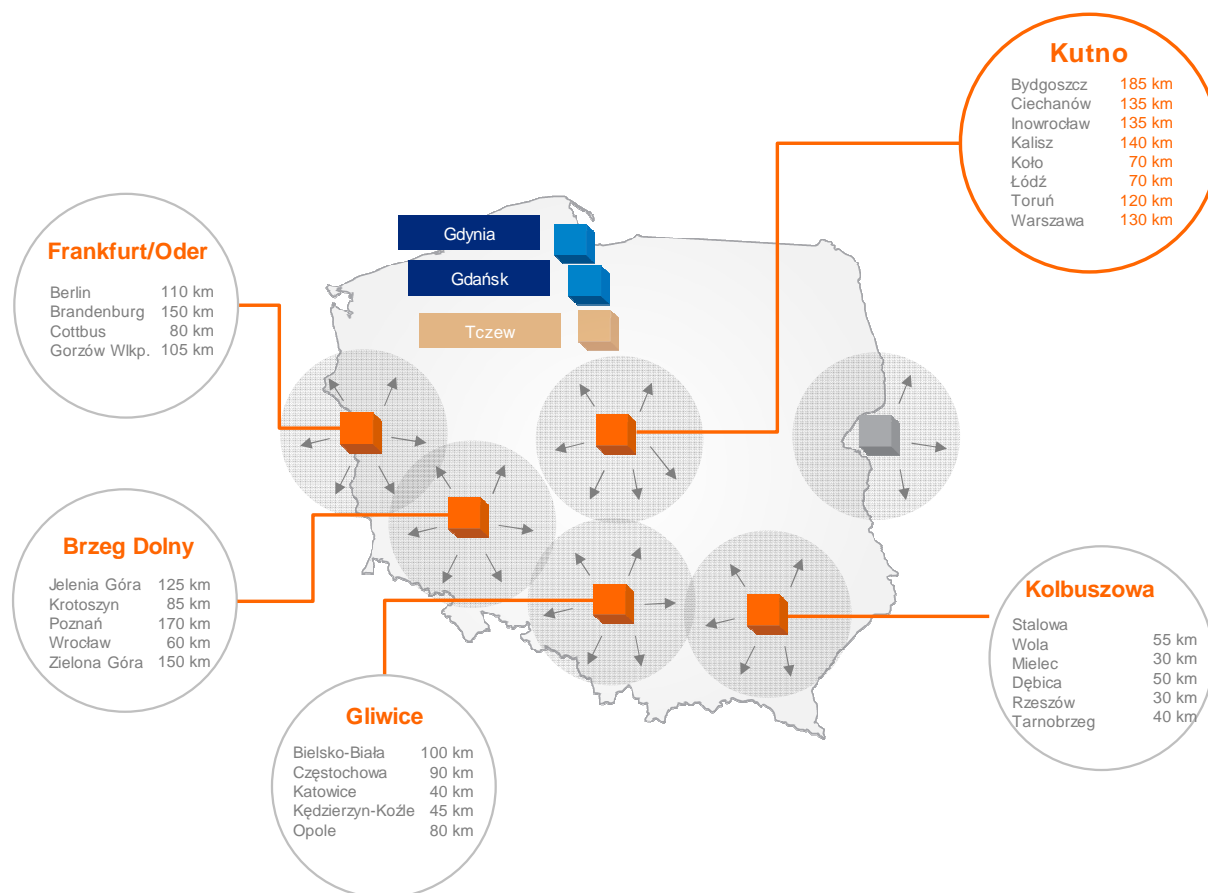 Kutno
Bydgoszcz 185 km
Ciechanów 135 km
Inowrocław 135 km
Kalisz 140 km
Koło 70 km
Łódź 70 km
Toruń 120 km
Warszawa 130 km
Gdynia
Gdańsk
Tczew
Frankfurt/Oder
Berlin 110 km
Brandenburg 150 km
Cottbus 80 km
Gorzów Wlkp. 105 km
Brzeg Dolny
Jelenia Góra 125 km
Krotoszyn 85 km
Poznań 170 km
Wrocław 60 km
Zielona Góra 150 km
Gliwice
Bielsko-Biała 100 km
Częstochowa 90 km
Katowice 40 km
Kędzierzyn-Koźle 45 km
Opole 80 km
Kolbuszowa
Stalowa
Wola 55 km
Mielec 30 km
Dębica 50 km
Rzeszów 30 km
Tarnobrzeg 40 km